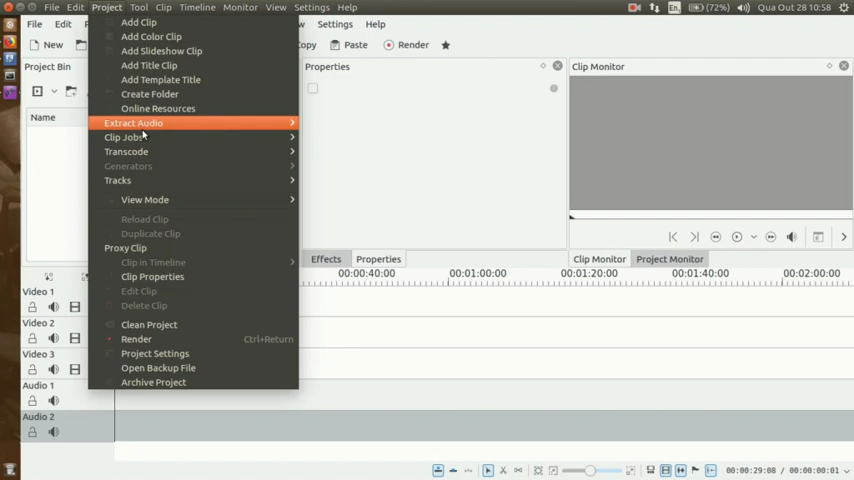 File Edit Project Tool Clip Timeline Monitor View Settings Help En, (72%) Qua Out 28 10:58
File Edit Settings Help
New Paste Render
Project Bin Properties Clip Monitor
Name
Add Clip
Add Color Clip
Add Slideshow Clip
Add Title Clip
Add Template Title
Create Folder
Online Resources
Extract Audio
Clip Jobs
Transcode
Generators
Tracks
View Mode
Reload Clip
Duplicate Clip
Proxy Clip
Clip in Timeline
Clip Properties
Edit Clip
Delete Clip
Clean Project
Render Ctrl+Return
Project Settings
Open Backup File
Archive Project
Effects Properties Clip Monitor Project Monitor
00:00:40:00 00:01:00:00 00:01:20:00 00:01:40:00 00:02:00:00
Video 1
Video 2
Video 3
Audio 1
Audio 2
00:00:29:08 / 00:00:00:01